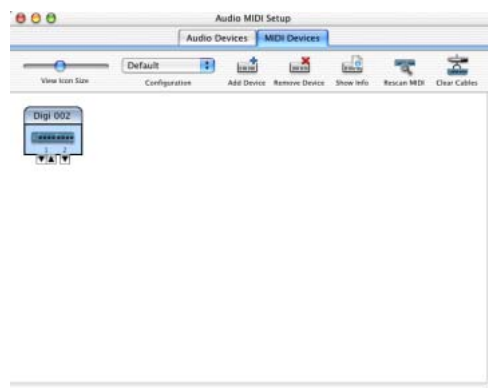 Audio MIDI Setup
Audio Devices MIDI Devices
Default
View Icon Size Configuration Add Device Remove Device Show Info Rescan MIDI Clear Cables
Digi 002
1 2